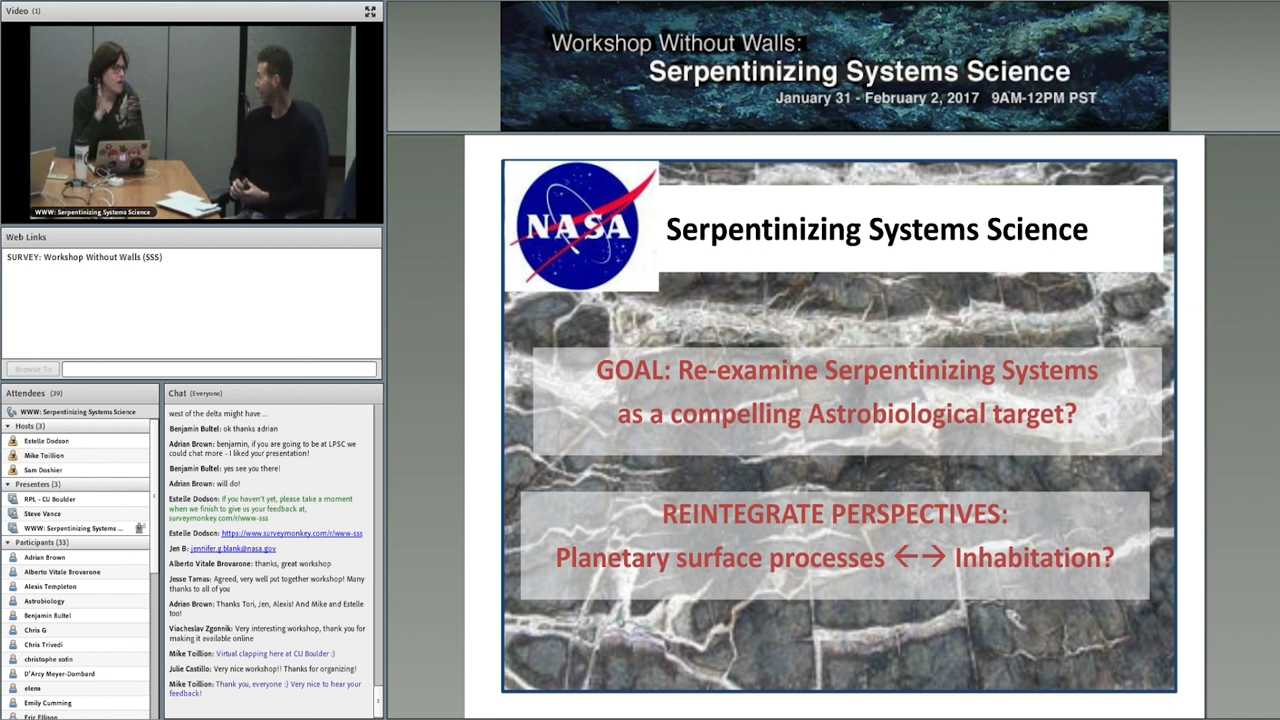 Video (1)
WWW: Serpentinizing Systems Science
Web Links
SURVEY: Workshop Without Walls (SSS)
Browse To
Attendees (39)
WWW: Serpentinizing Systems Science
Hosts (3)
Estelle Dodson
Mike Toillion
Sam Doshier
Presenters (3)
RPL - CU Boulder
Steve Vance
WWW: Serpentinizing Systems ...
Participants (33)
Adrian Brown
Alberto Vitale Brovarone
Alexis Templeton
Astrobiology
Benjamin Bultel
Chris G
Chris Trivedi
christophe sotin
D'Arcy Meyer-Dombard
elena
Emily Cumming
Eric Ellison
Chat (Everyone)
west of the delta might have ...
Benjamin Bultel: ok thanks adrian
Adrian Brown: benjamin, if you are going to be at LPSC we
could chat more - i liked your presentation!
Benjamin Bultel: yes see you there!
Adrian Brown: will do!
Estelle Dodson: If you haven't yet, please take a moment
when we finish to give us your feedback at,
surveymonkey.com/r/www-sss
Estelle Dodson: https://www.surveymonkey.com/r/www-sss
Jen B: jennifer.g.blank@nasa.gov
Alberto Vitale Brovarone: thanks, great workshop
Jesse Tarnas: Agreed, very well put together workshop! Many
thanks to all of you
Adrian Brown: Thanks Tori, Jen, Alexis! And Mike and Estelle
too!
Viacheslav Zgonnik: Very interesting workshop, thank you for
making it available online
Mike Toillion: Virtual clapping here at CU Boulder :)
Julie Castillo: Very nice workshop!! Thanks for organizing!
Mike Toillion: Thank you, everyone :) Very nice to hear your
feedback!
Workshop Without Walls:
Serpentinizing Systems Science
January 31 - February 2, 2017 9AM-12PM PST
NASA
Serpentinizing Systems Science
GOAL: Re-examine Serpentinizing Systems
as a compelling Astrobiological target?
REINTEGRATE PERSPECTIVES:
Planetary surface processes ←→ Inhabitation?